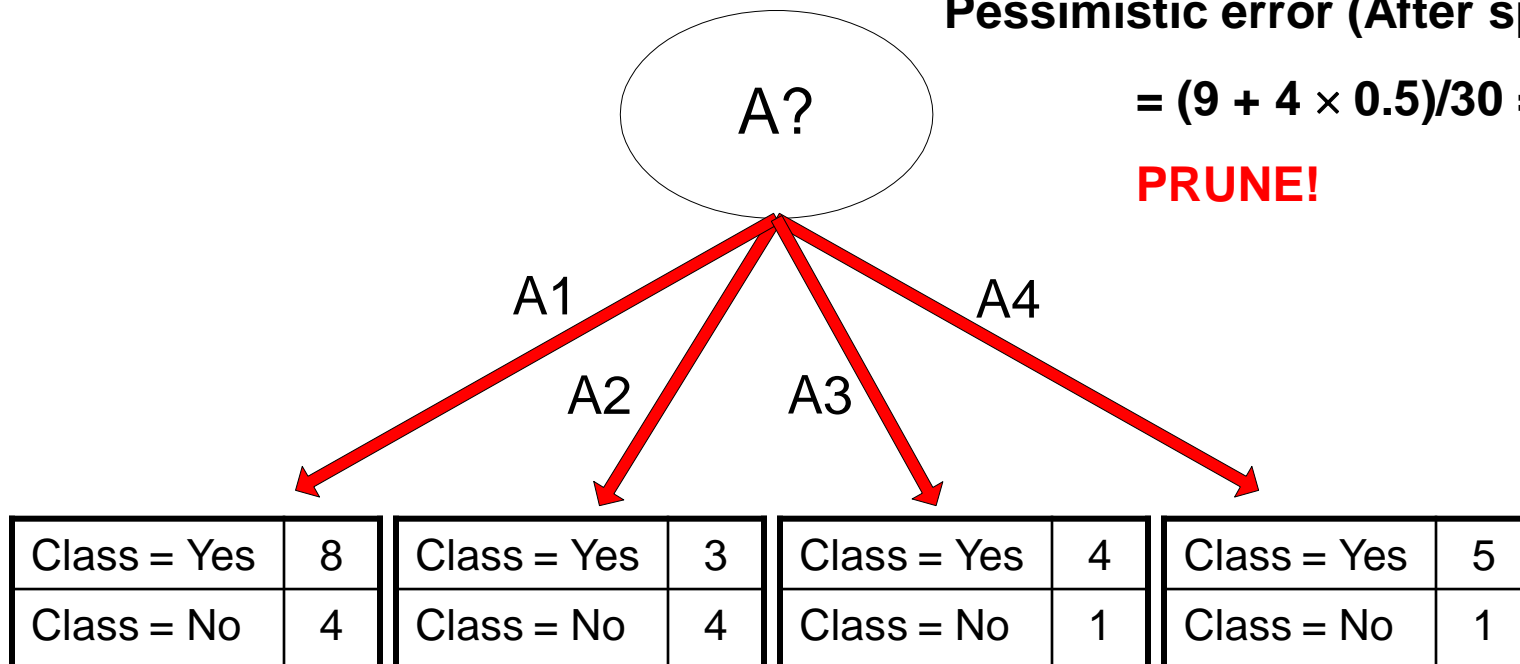 Pessimistic error (After
A?
= (9 + 4 × 0.5)/30
PRUNE!
A1
A4
A2
A3
Class = Yes 8 Class = Yes 3 Class = Yes 4 Class = Yes 5
Class = No 4 Class = No 4 Class = No 1 Class = No 1